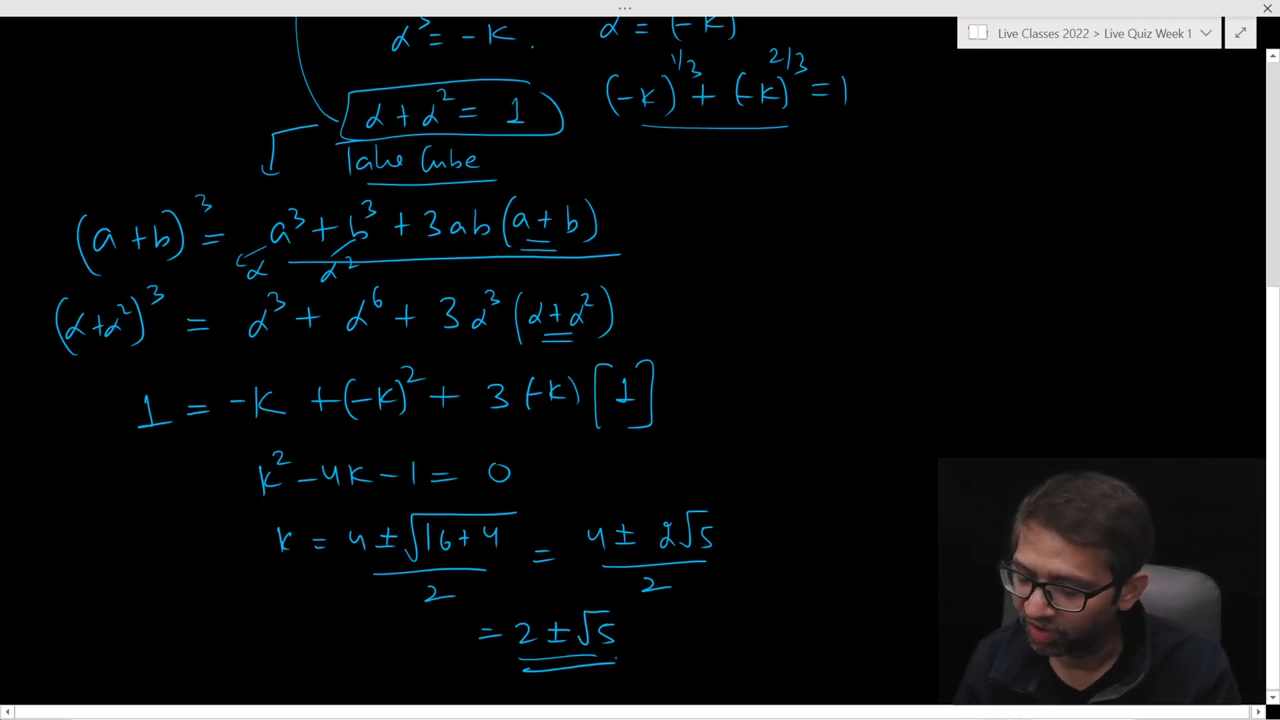 Live Classes 2022 > Live Quiz Week 1
α³ = -k.
α = (-k)
(-k)^1/3 + (-k)^2/3 = 1
α + α² = 1
Take Cube
(a+b)³ = a³ + b³ + 3ab(a+b)
α α²
(α+α²)³ = α³ + α⁶ + 3α³(α+α²)
1 = -k + (-k)² + 3(-k)[1]
k² - 4k - 1 = 0
k = 4 ± √16+4 / 2 = 4 ± 2√5 / 2
= 2 ± √5